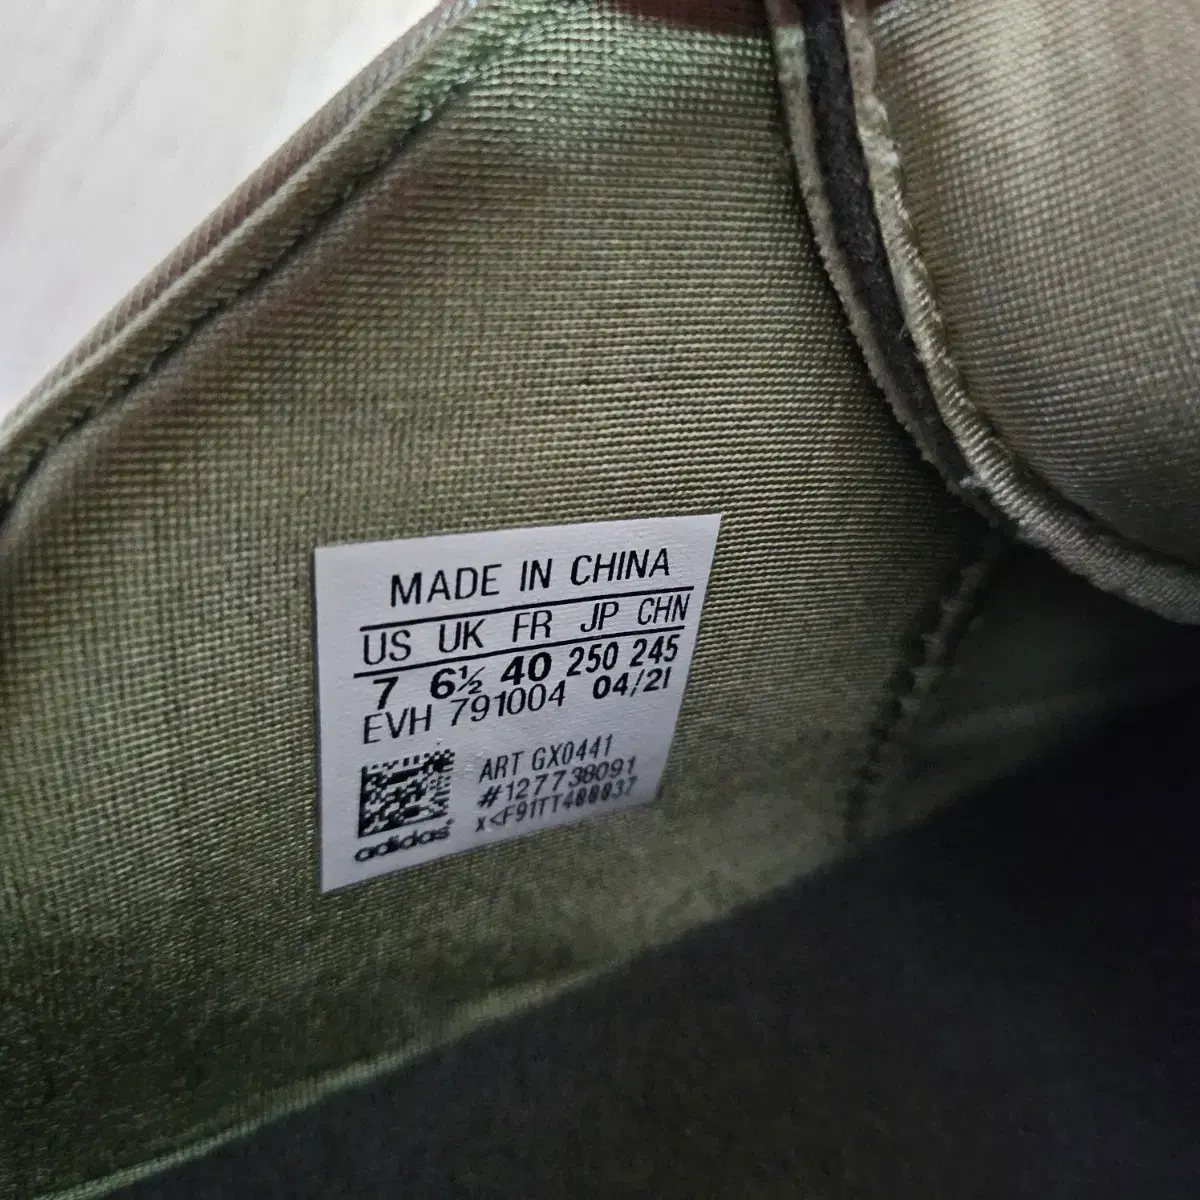 MADE IN CHINA
US UK FR JP CHN
7 6½ 40 250 245
EVH 791004 04/21
ART GX0441
#127738091
x<F91TT400037
adidas